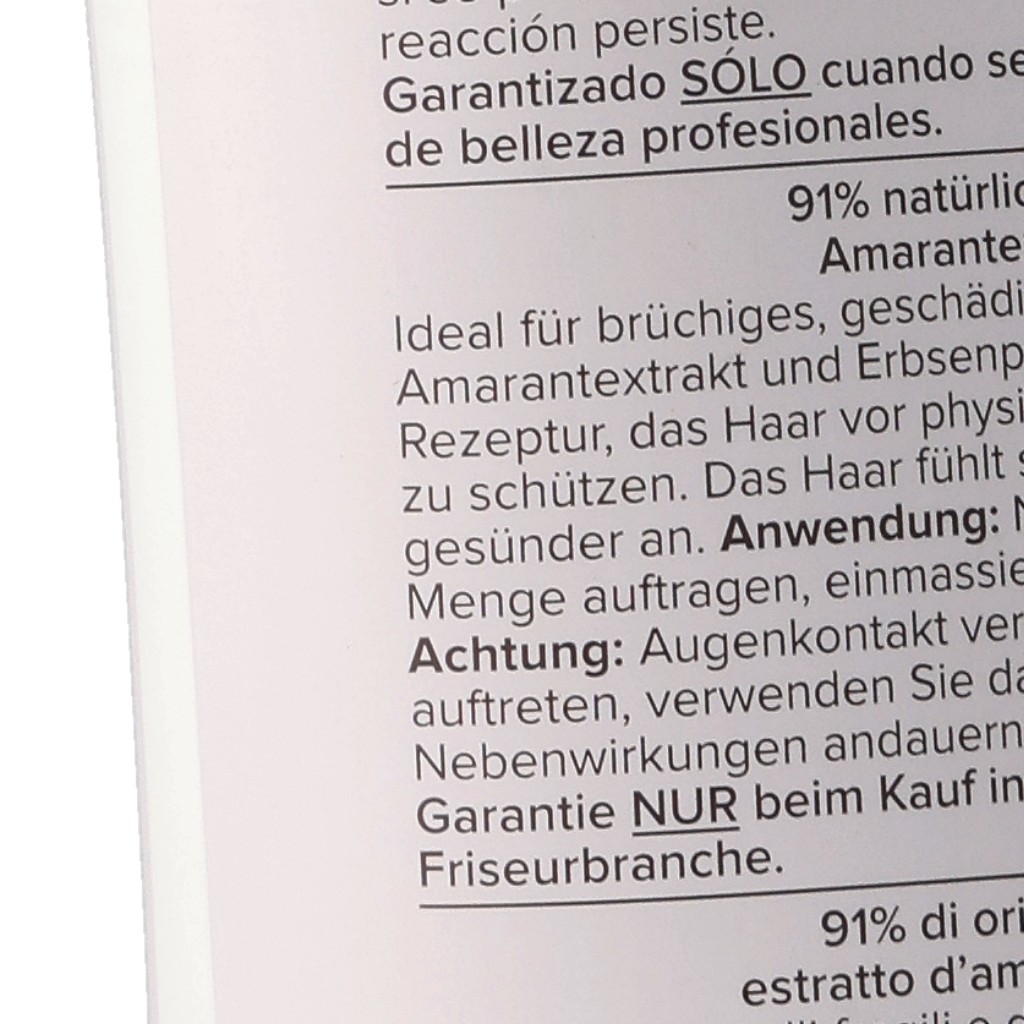 reacción persiste.
Garantizado SÓLO cuando se
de belleza profesionales.
91% natürlic
Amarante
Ideal für brüchiges, geschädi
Amarantextrakt und Erbsenp
Rezeptur, das Haar vor physi
zu schützen. Das Haar fühlt s
gesünder an. Anwendung: N
Menge auftragen, einmassie
Achtung: Augenkontakt ver
auftreten, verwenden Sie da
Nebenwirkungen andauern
Garantie NUR beim Kauf in
Friseurbranche.
91% di ori
estratto d'am